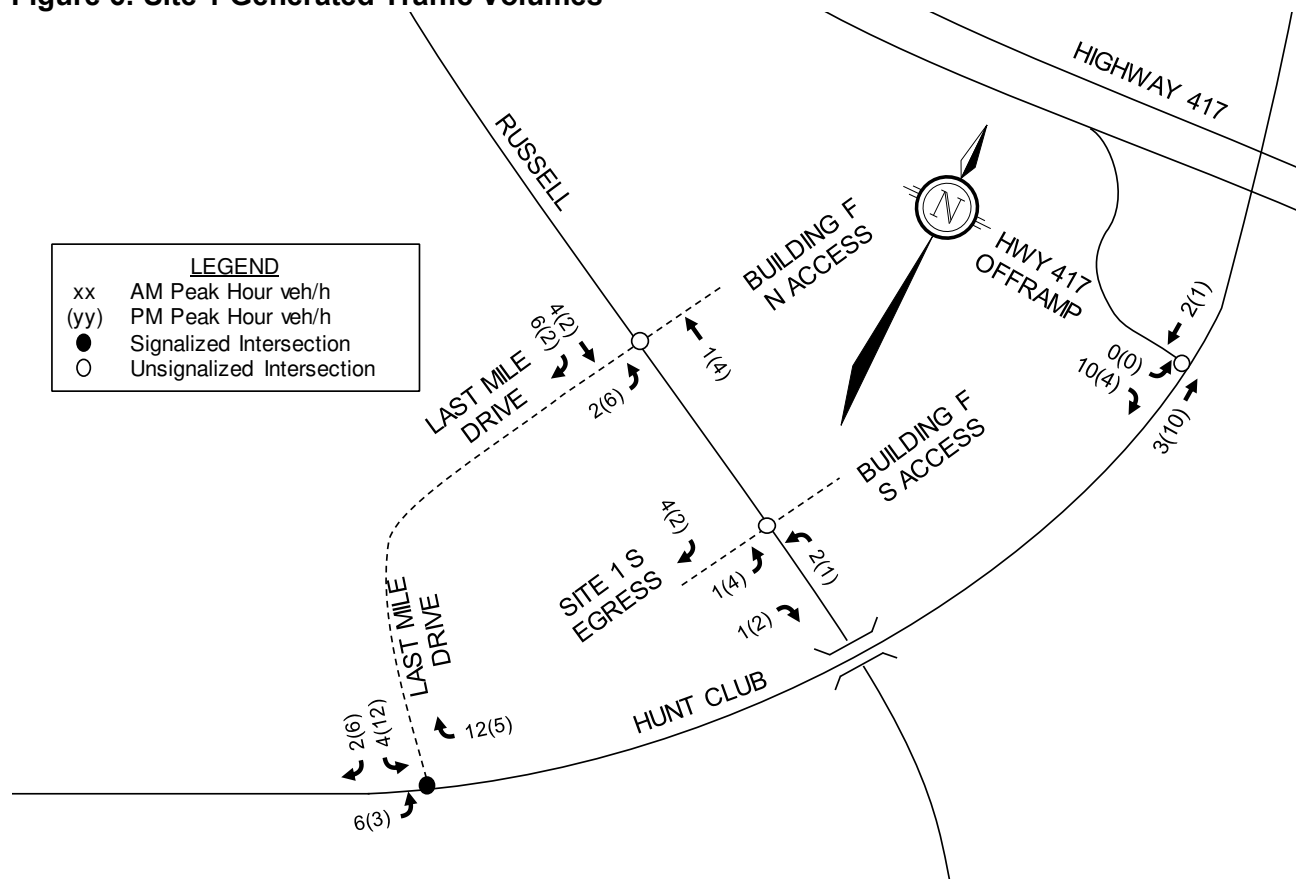 Figure 6: Site 1 Generated Traffic Volumes
HIGHWAY 417
RUSSELL
BUILDING F
N ACCESS
N
HWY 417
OFFRAMP
LEGEND
xx AM Peak Hour veh/h
(yy) PM Peak Hour veh/h
Signalized Intersection
Unsignalized Intersection
4(2)
6(2)
2(1)
1(4)
0(0)
10(4)
LAST MILE
DRIVE
2(6)
3(10)
BUILDING F
S ACCESS
4(2)
SITE 1 S
EGRESS
1(4)
2(1)
1(2)
LAST MILE
DRIVE
HUNT CLUB
2(6)
4(12)
12(5)
6(3)